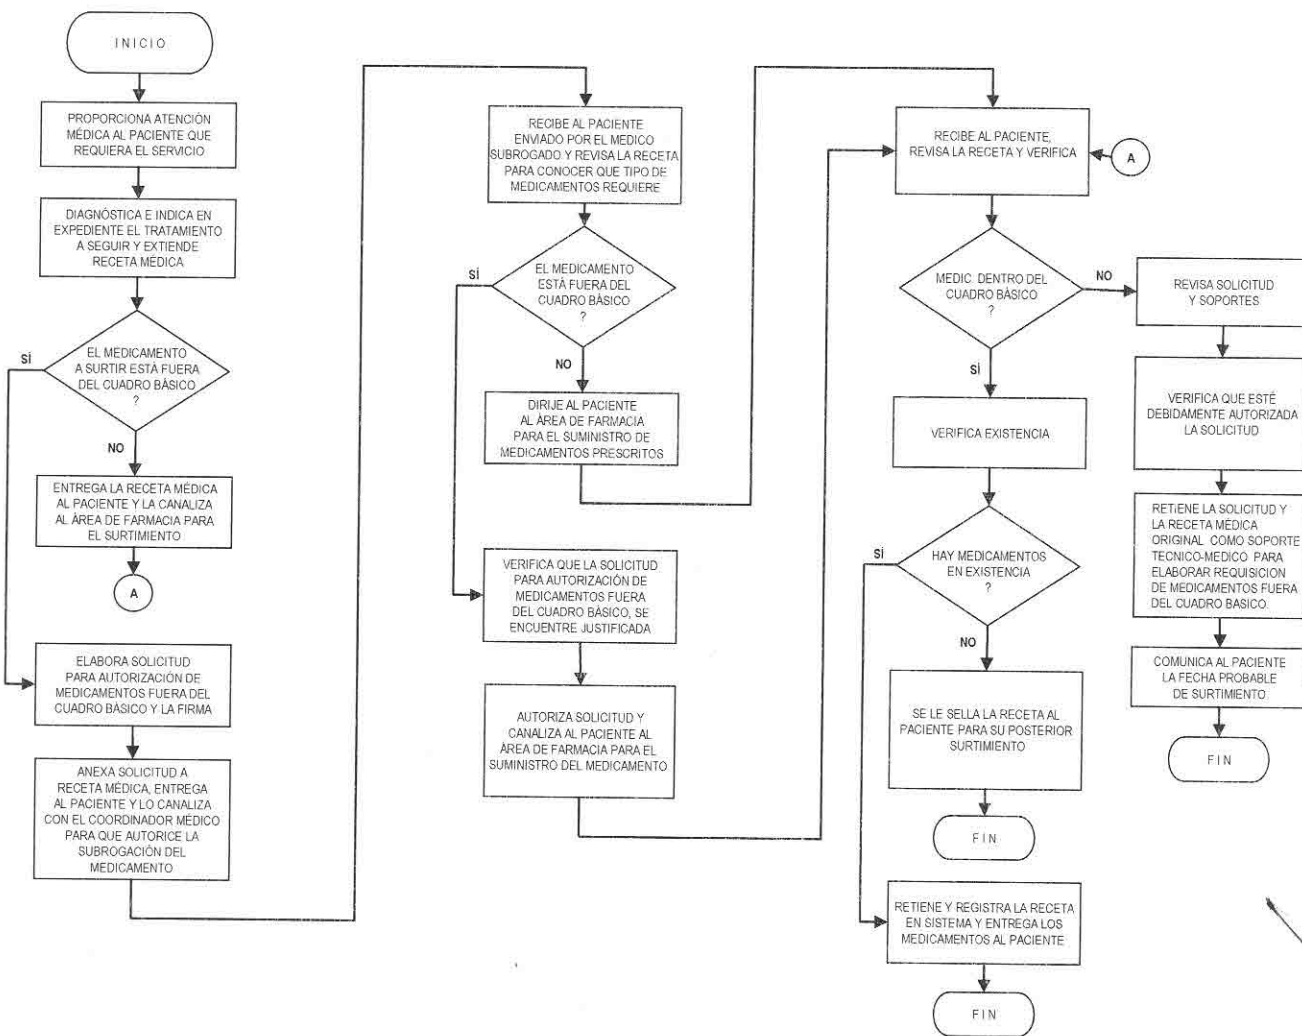 INICIO
PROPORCIONA ATENCIÓN
MÉDICA AL PACIENTE QUE
REQUIERA EL SERVICIO
DIAGNÓSTICA E INDICA EN
EXPEDIENTE EL TRATAMIENTO
A SEGUIR Y EXTIENDE
RECETA MÉDICA
SÍ
EL MEDICAMENTO
A SURTIR ESTÁ FUERA
DEL CUADRO BÁSICO
?
NO
ENTREGA LA RECETA MÉDICA
AL PACIENTE Y LA CANALIZA
AL ÁREA DE FARMACIA PARA
EL SURTIMIENTO
A
ELABORA SOLICITUD
PARA AUTORIZACIÓN DE
MEDICAMENTOS FUERA DEL
CUADRO BÁSICO Y LA FIRMA
ANEXA SOLICITUD A
RECETA MÉDICA, ENTREGA
AL PACIENTE Y LO CANALIZA
CON EL COORDINADOR MÉDICO
PARA QUE AUTORICE LA
SUBROGACIÓN DEL
MEDICAMENTO
RECIBE AL PACIENTE
ENVIADO POR EL MEDICO
SUBROGADO Y REVISA LA RECETA
PARA CONOCER QUE TIPO DE
MEDICAMENTOS REQUIERE
SÍ
EL MEDICAMENTO
ESTÁ FUERA DEL
CUADRO BÁSICO
?
NO
DIRIJE AL PACIENTE
AL ÁREA DE FARMACIA
PARA EL SUMINISTRO DE
MEDICAMENTOS PRESCRITOS
VERIFICA QUE LA SOLICITUD
PARA AUTORIZACIÓN DE
MEDICAMENTOS FUERA
DEL CUADRO BÁSICO, SE
ENCUENTRE JUSTIFICADA
AUTORIZA SOLICITUD Y
CANALIZA AL PACIENTE AL
ÁREA DE FARMACIA PARA EL
SUMINISTRO DEL MEDICAMENTO
RECIBE AL PACIENTE,
REVISA LA RECETA Y VERIFICA
A
MEDIC. DENTRO DEL
CUADRO BÁSICO
?
NO
SÍ
VERIFICA EXISTENCIA
SÍ
HAY MEDICAMENTOS
EN EXISTENCIA
?
NO
SE LE SELLA LA RECETA AL
PACIENTE PARA SU POSTERIOR
SURTIMIENTO
FIN
RETIENE Y REGISTRA LA RECETA
EN SISTEMA Y ENTREGA LOS
MEDICAMENTOS AL PACIENTE
FIN
REVISA SOLICITUD
Y SOPORTES
VERIFICA QUE ESTÉ
DEBIDAMENTE AUTORIZADA
LA SOLICITUD
RETIENE LA SOLICITUD Y
LA RECETA MÉDICA
ORIGINAL COMO SOPORTE
TECNICO-MEDICO PARA
ELABORAR REQUISICION
DE MEDICAMENTOS FUERA
DEL CUADRO BASICO.
COMUNICA AL PACIENTE
LA FECHA PROBABLE
DE SURTIMIENTO
FIN